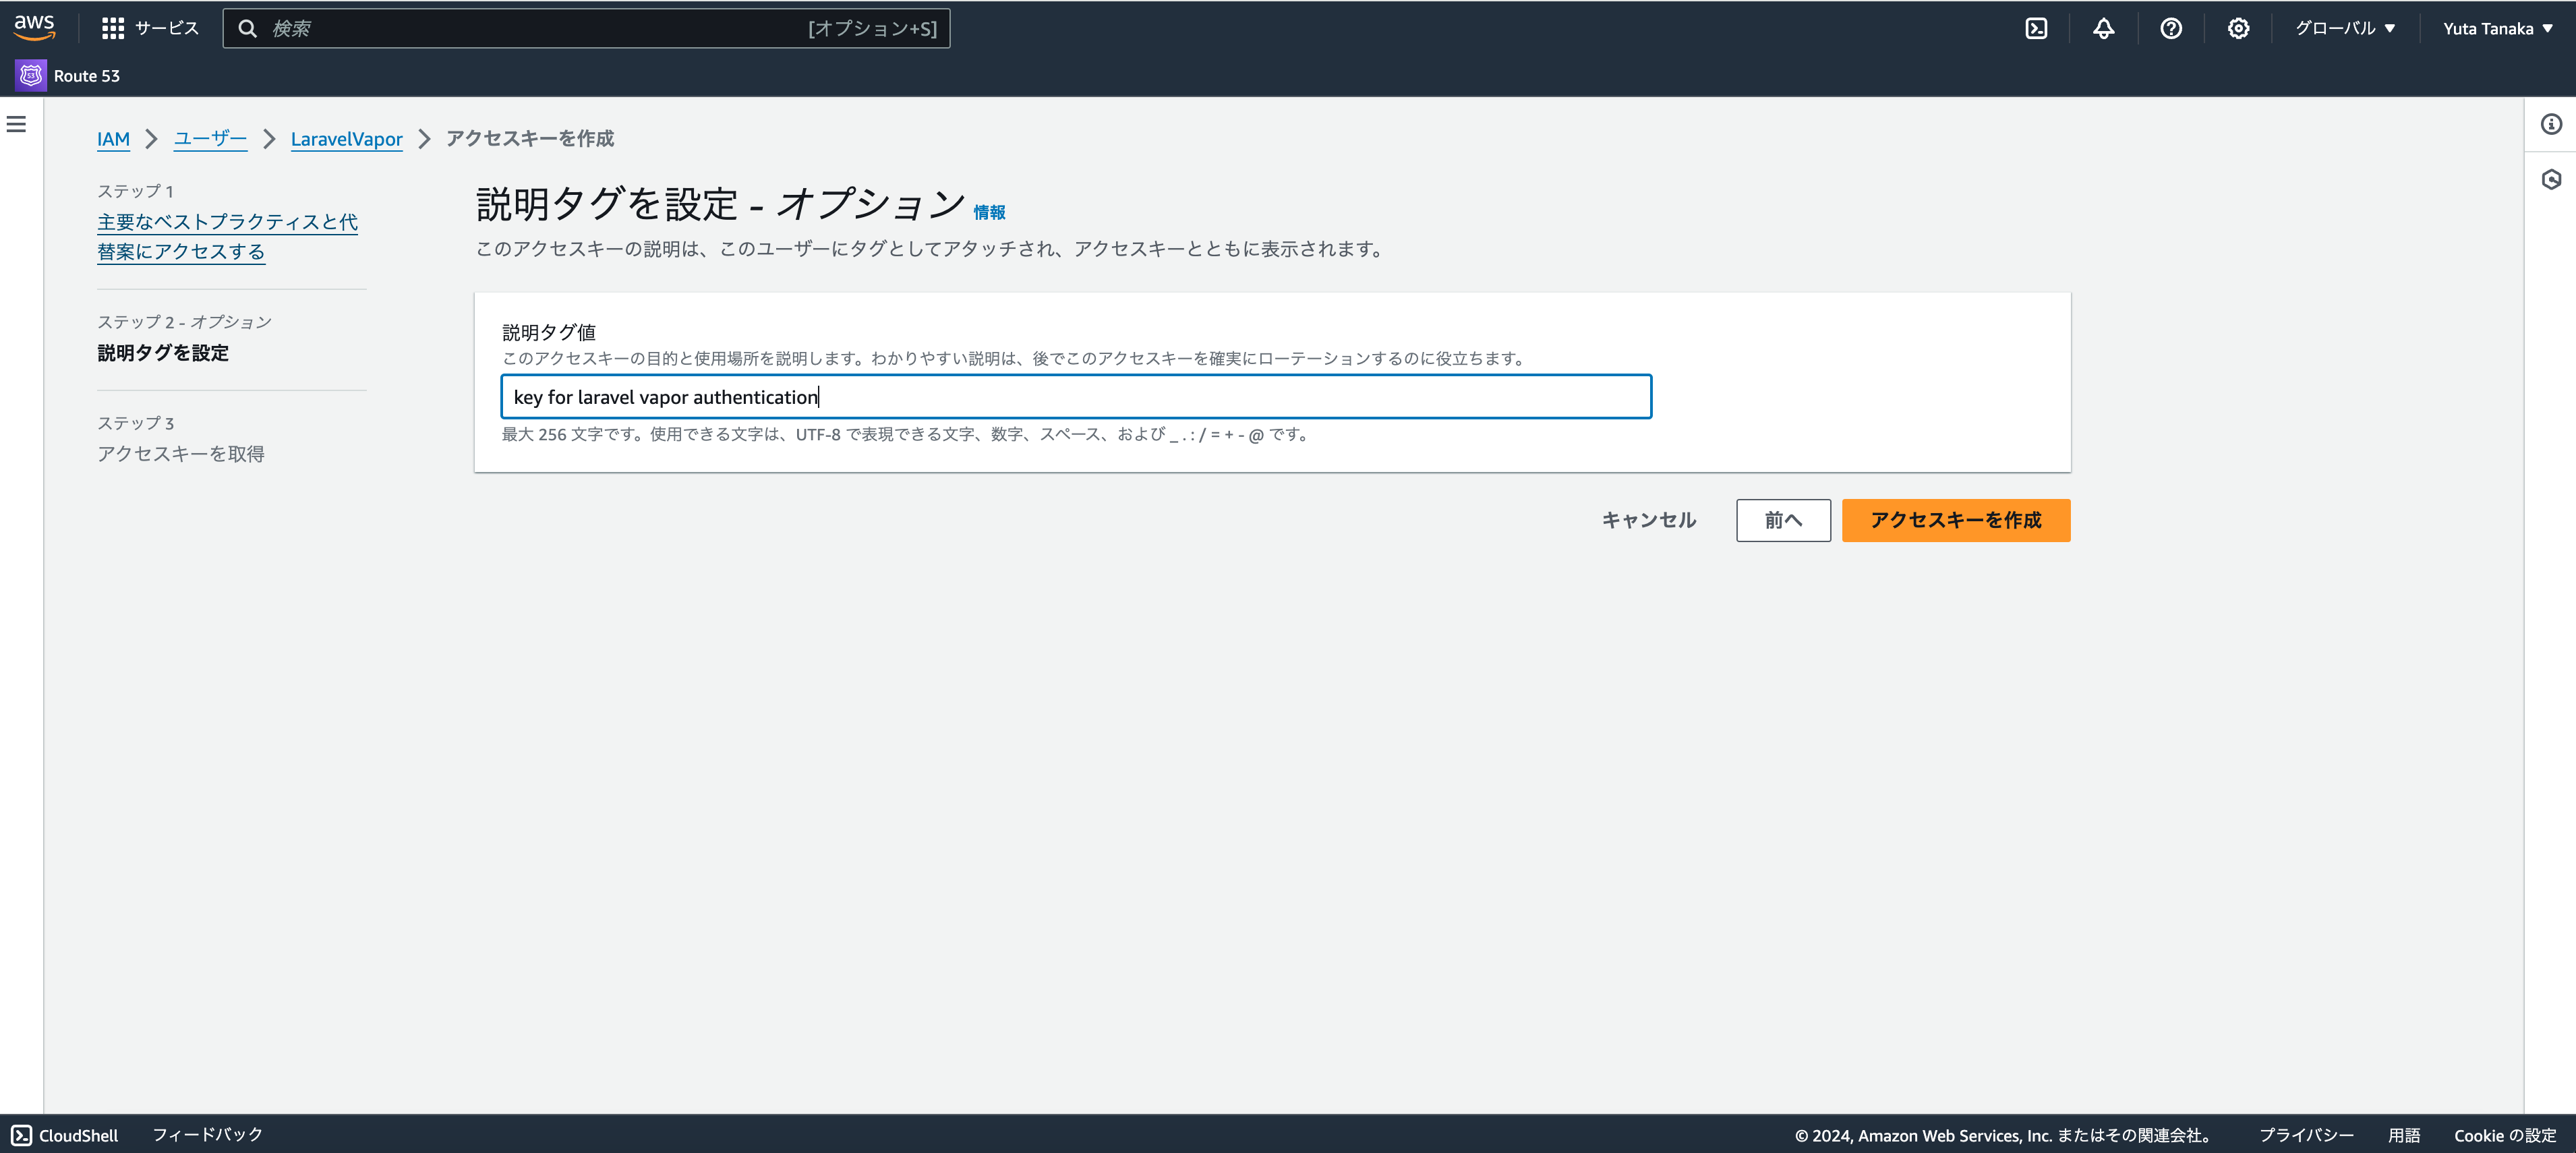 aws
サービス
検索
[オプション+S]
グローバル ▼
Yuta Tanaka ▼
Route 53
IAM > ユーザー > LaravelVapor > アクセスキーを作成
ステップ 1
主要なベストプラクティスと代
替案にアクセスする
ステップ 2 - オプション
説明タグを設定
ステップ 3
アクセスキーを取得
説明タグを設定 - オプション 情報
このアクセスキーの説明は、このユーザーにタグとしてアタッチされ、アクセスキーとともに表示されます。
説明タグ値
このアクセスキーの目的と使用場所を説明します。わかりやすい説明は、後でこのアクセスキーを確実にローテーションするのに役立ちます。
key for laravel vapor authentication
最大 256 文字です。使用できる文字は、UTF-8 で表現できる文字、数字、スペース、および _ . : / = + - @ です。
キャンセル
前へ
アクセスキーを作成
CloudShell
フィードバック
© 2024, Amazon Web Services, Inc. またはその関連会社。
プライバシー
用語
Cookie の設定